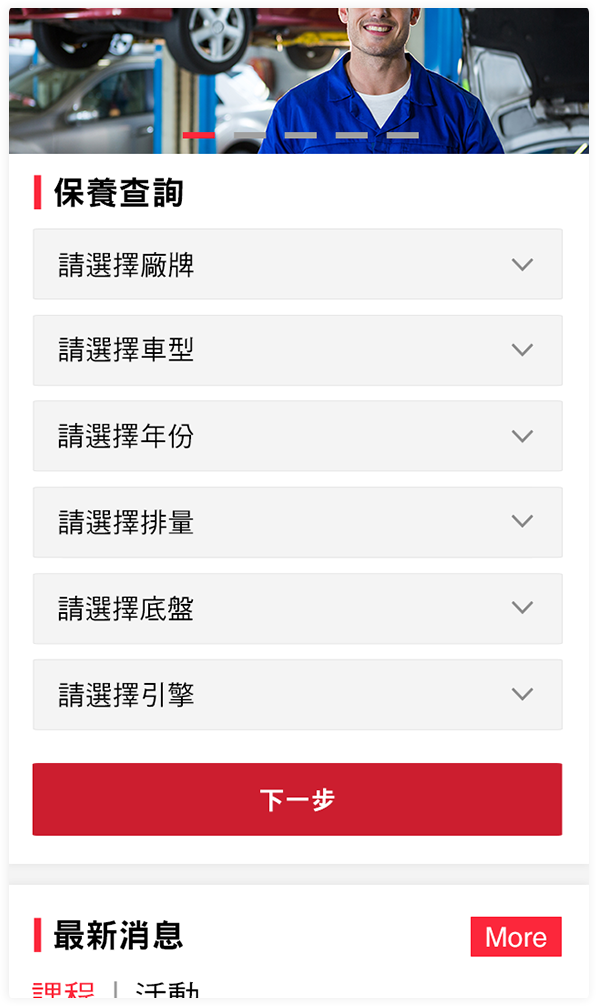 保養查詢
請選擇廠牌
請選擇車型
請選擇年份
請選擇排量
請選擇底盤
請選擇引擎
下一步
最新消息
More
課程 | 活動